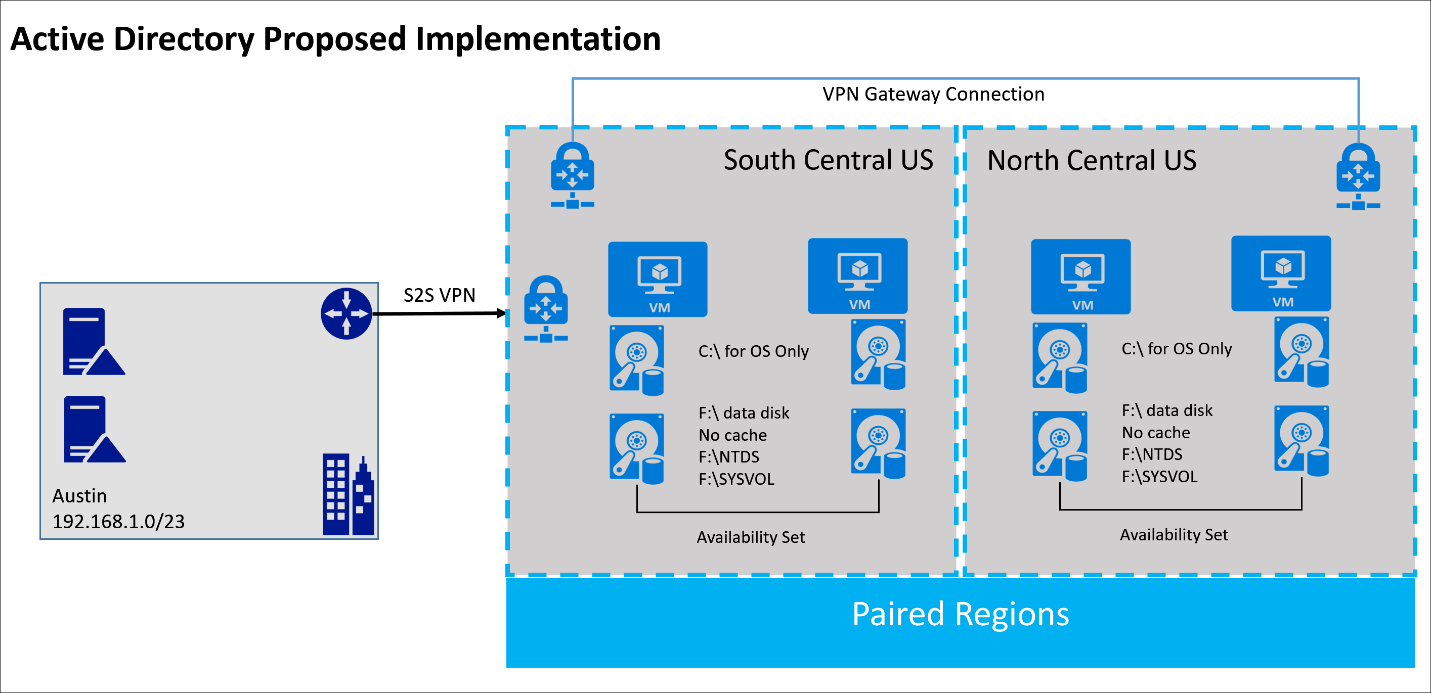 Active Directory Proposed Implementation
VPN Gateway Connection
South Central US
North Central US
S2S VPN
VM
VM
VM
VM
C:\ for OS Only
C:\ for OS Only
F:\ data disk
No cache
F:\NTDS
F:\SYSVOL
F:\ data disk
No cache
F:\NTDS
F:\SYSVOL
Austin
192.168.1.0/23
Availability Set
Availability Set
Paired Regions